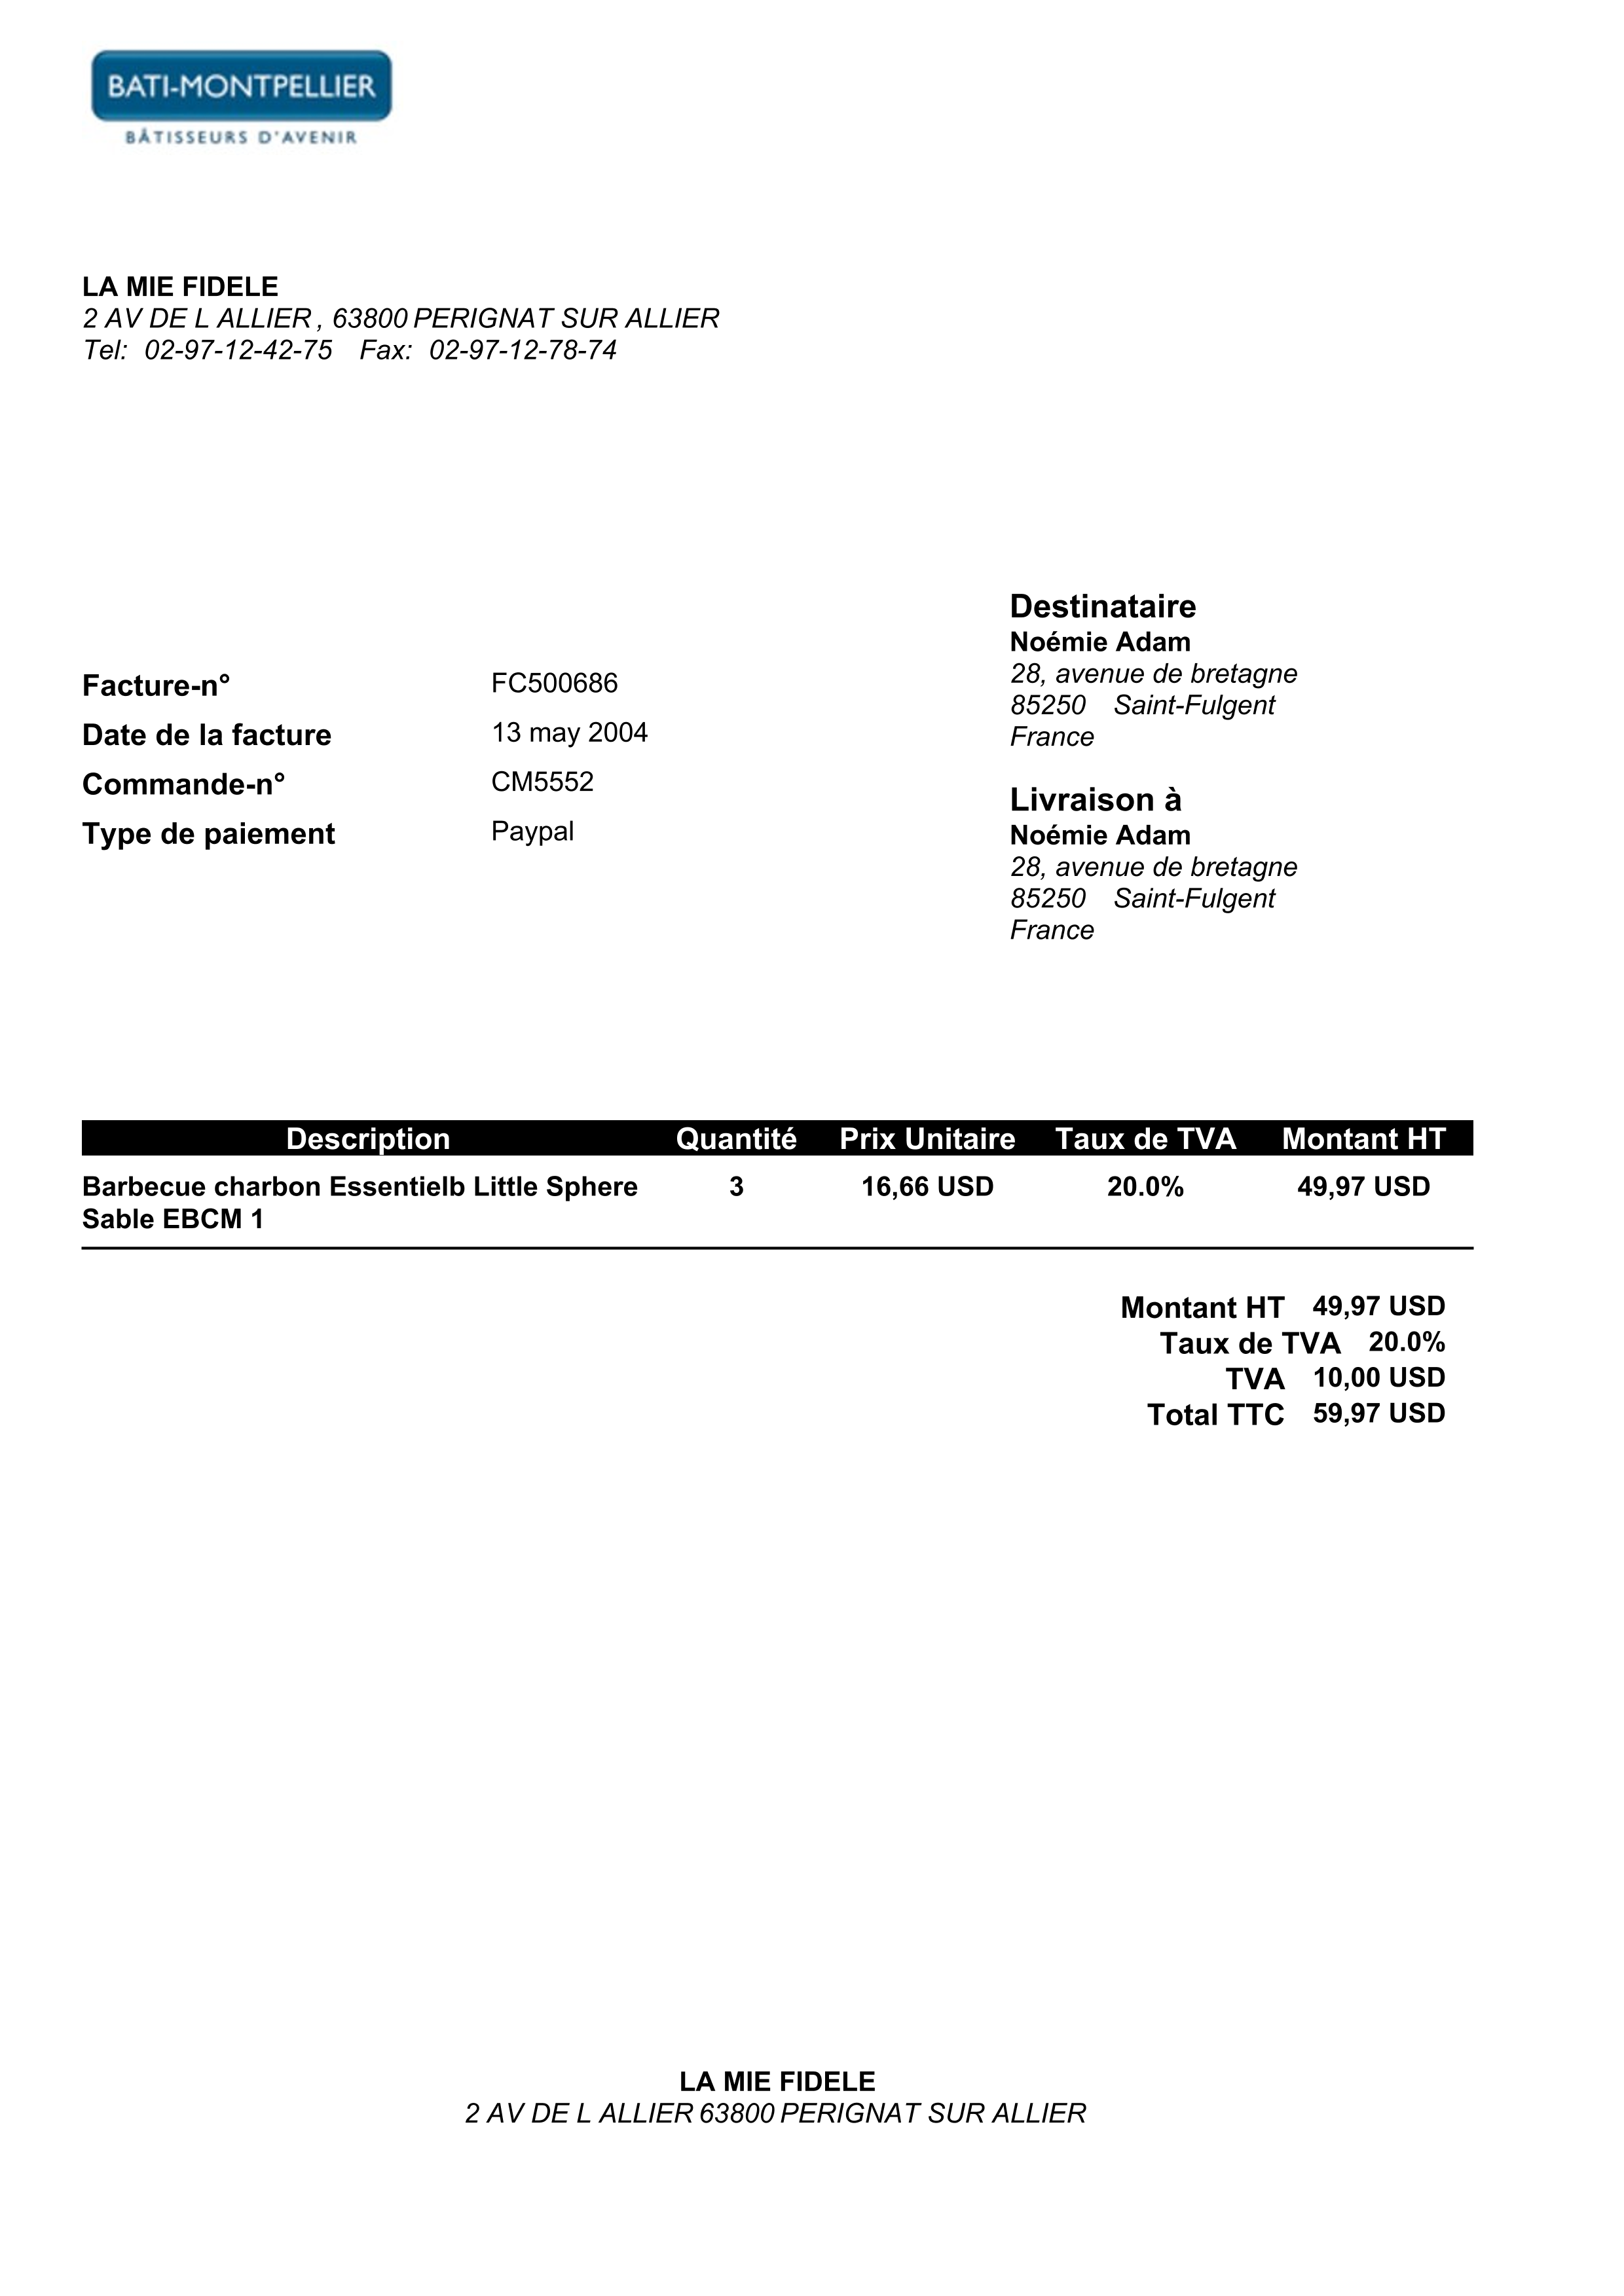 BATI-MONTPELLIER
BÂTISSEURS D'AVENIR
LA MIE FIDELE
2 AV DE L ALLIER , 63800 PERIGNAT SUR ALLIER
Tel: 02-97-12-42-75 Fax: 02-97-12-78-74
Destinataire
Noémie Adam
28, avenue de bretagne
85250 Saint-Fulgent
France
Facture-n° FC500686
Date de la facture 13 may 2004
Commande-n° CM5552
Type de paiement Paypal
Livraison à
Noémie Adam
28, avenue de bretagne
85250 Saint-Fulgent
France
Description Quantité Prix Unitaire Taux de TVA Montant HT
Barbecue charbon Essentielb Little Sphere 3 16,66 USD 20.0% 49,97 USD
Sable EBCM 1
Montant HT 49,97 USD
Taux de TVA 20.0%
TVA 10,00 USD
Total TTC 59,97 USD
LA MIE FIDELE
2 AV DE L ALLIER 63800 PERIGNAT SUR ALLIER